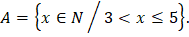 A = {x ∈ N / 3 < x ≤ 5}.